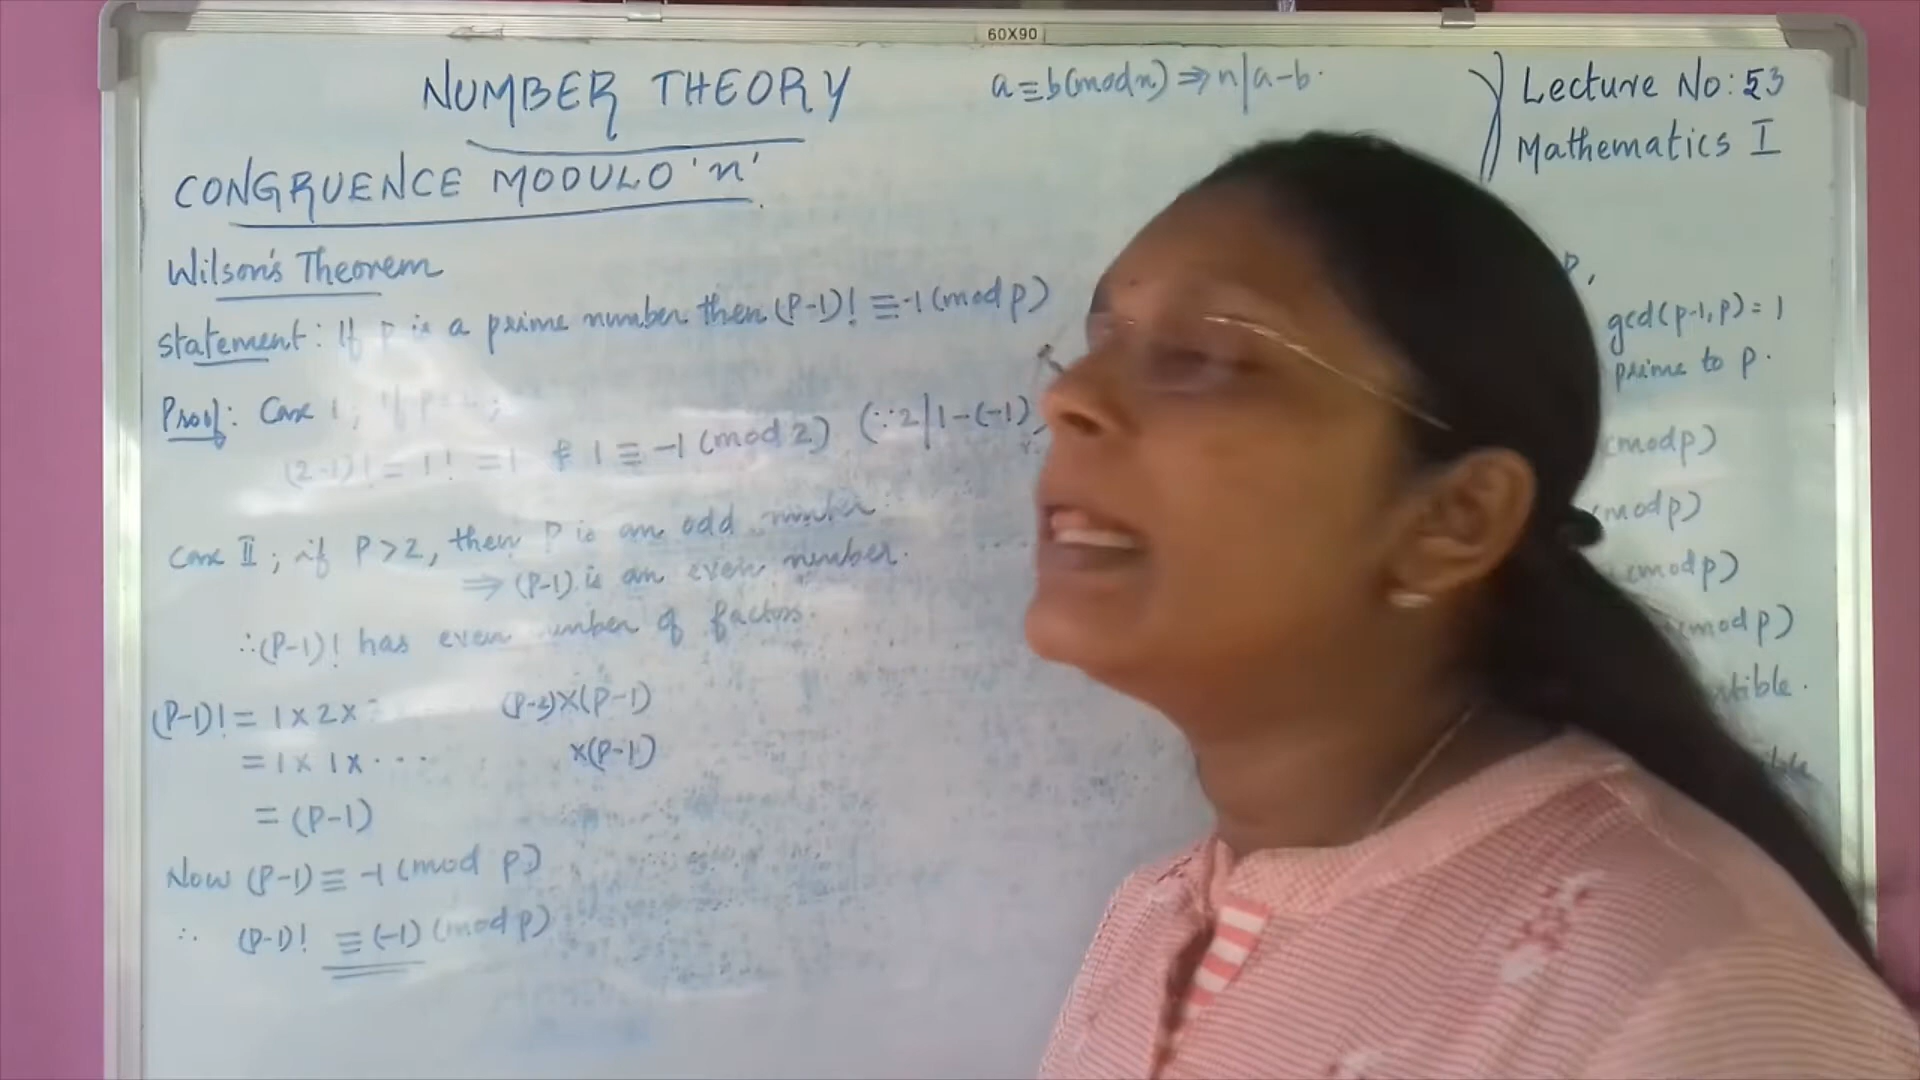 60X90
NUMBER THEORY
a ≡ b(mod n) ⇒ n | a-b.
Lecture No: 53
Mathematics I
CONGRUENCE MODULO 'n'
Wilson's Theorem
Statement: If p is a prime number then (P-1)! ≡ -1 (mod p)
Proof: Case 1; if P
(2-1)! = 1! = 1 & 1 ≡ -1 (mod 2) (∵ 2 | 1-(-1)
Case II; if P > 2, then P is an odd number.
⇒ (P-1) is an even number.
∴ (P-1)! has even number of factors.
(P-1)! = 1 x 2 x (P-2)x(P-1)
= 1 x 1 x ··· x(P-1)
= (P-1)
Now (P-1) ≡ -1 (mod p)
∴ (P-1)! ≡ (-1) (mod p)
P,
gcd(p-1, p) = 1
prime to p.
(mod p)
(mod p)
(mod p)
(mod p)